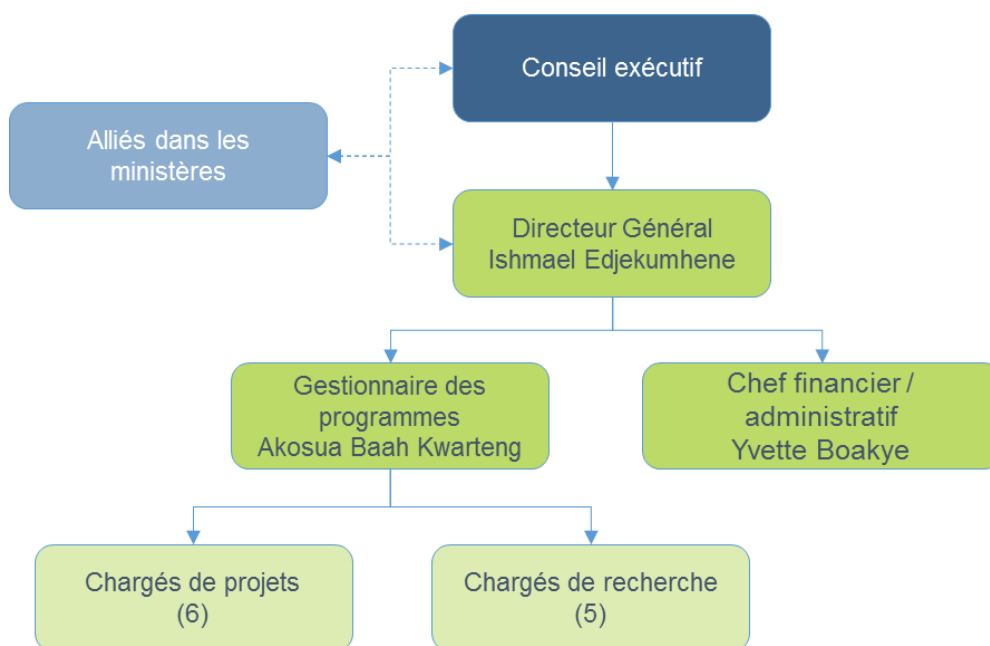 Conseil exécutif
Alliés dans les
ministères
Directeur Général
Ishmael Edjekumhene
Gestionnaire des
programmes
Akosua Baah Kwarteng
Chef financier /
administratif
Yvette Boakye
Chargés de projets
(6)
Chargés de recherche
(5)